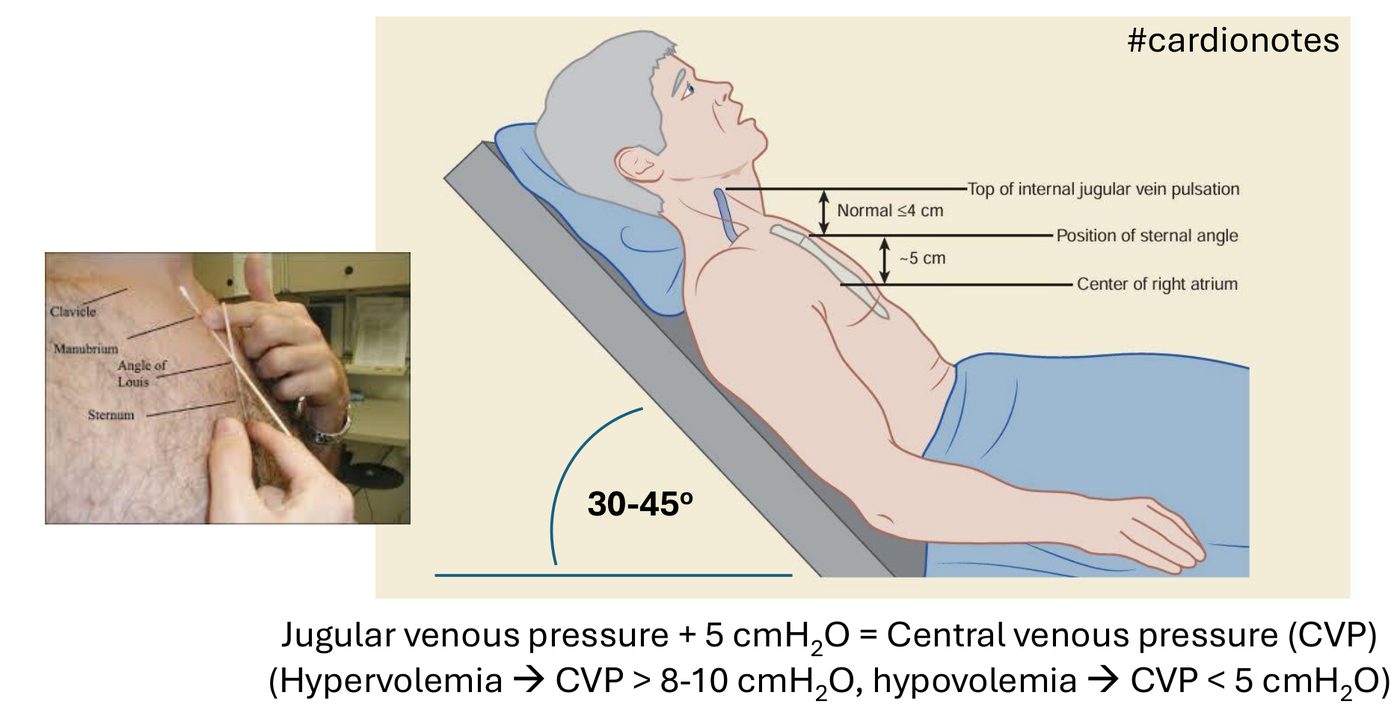 #cardionotes
Top of internal jugular vein pulsation
Normal ≤4 cm
Position of sternal angle
~5 cm
Center of right atrium
Clavicle
Manubrium
Angle of
Louis
Sternum
30-45º
Jugular venous pressure + 5 cmH₂O = Central venous pressure (CVP)
(Hypervolemia → CVP > 8-10 cmH₂O, hypovolemia → CVP < 5 cmH₂O)